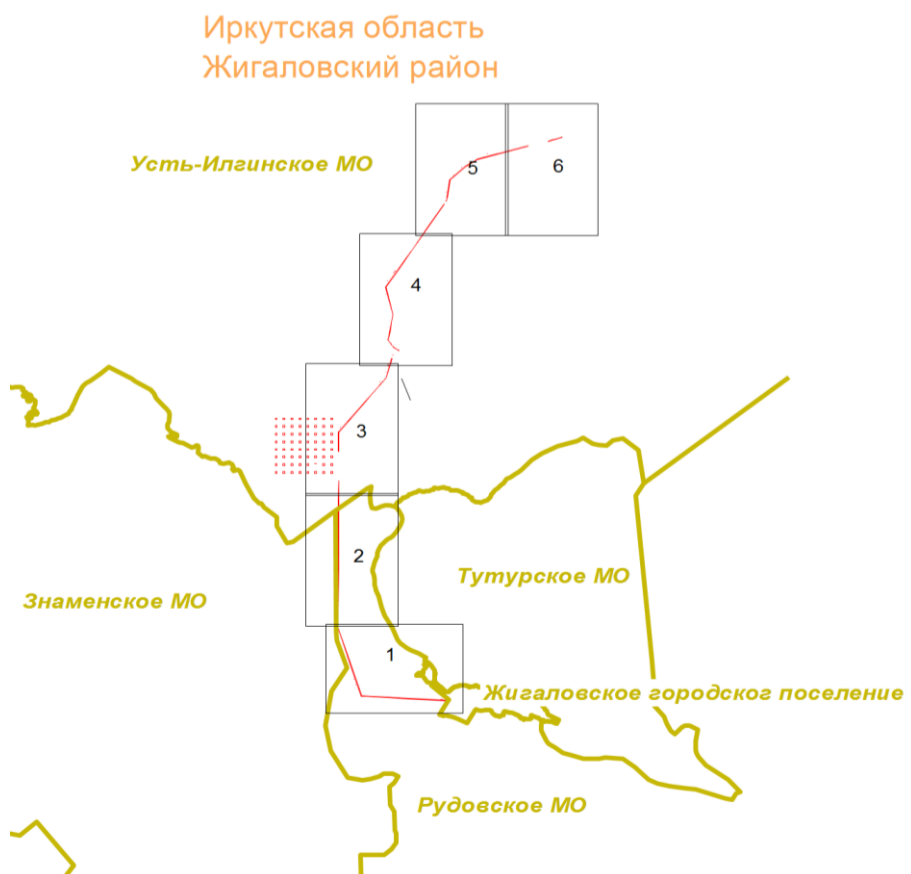 Иркутская область
Жигаловский район
Усть-Илгинское МО
5
6
4
3
2
Тутурское МО
Знаменское МО
1
Жигаловское городског поселение
Рудовское МО